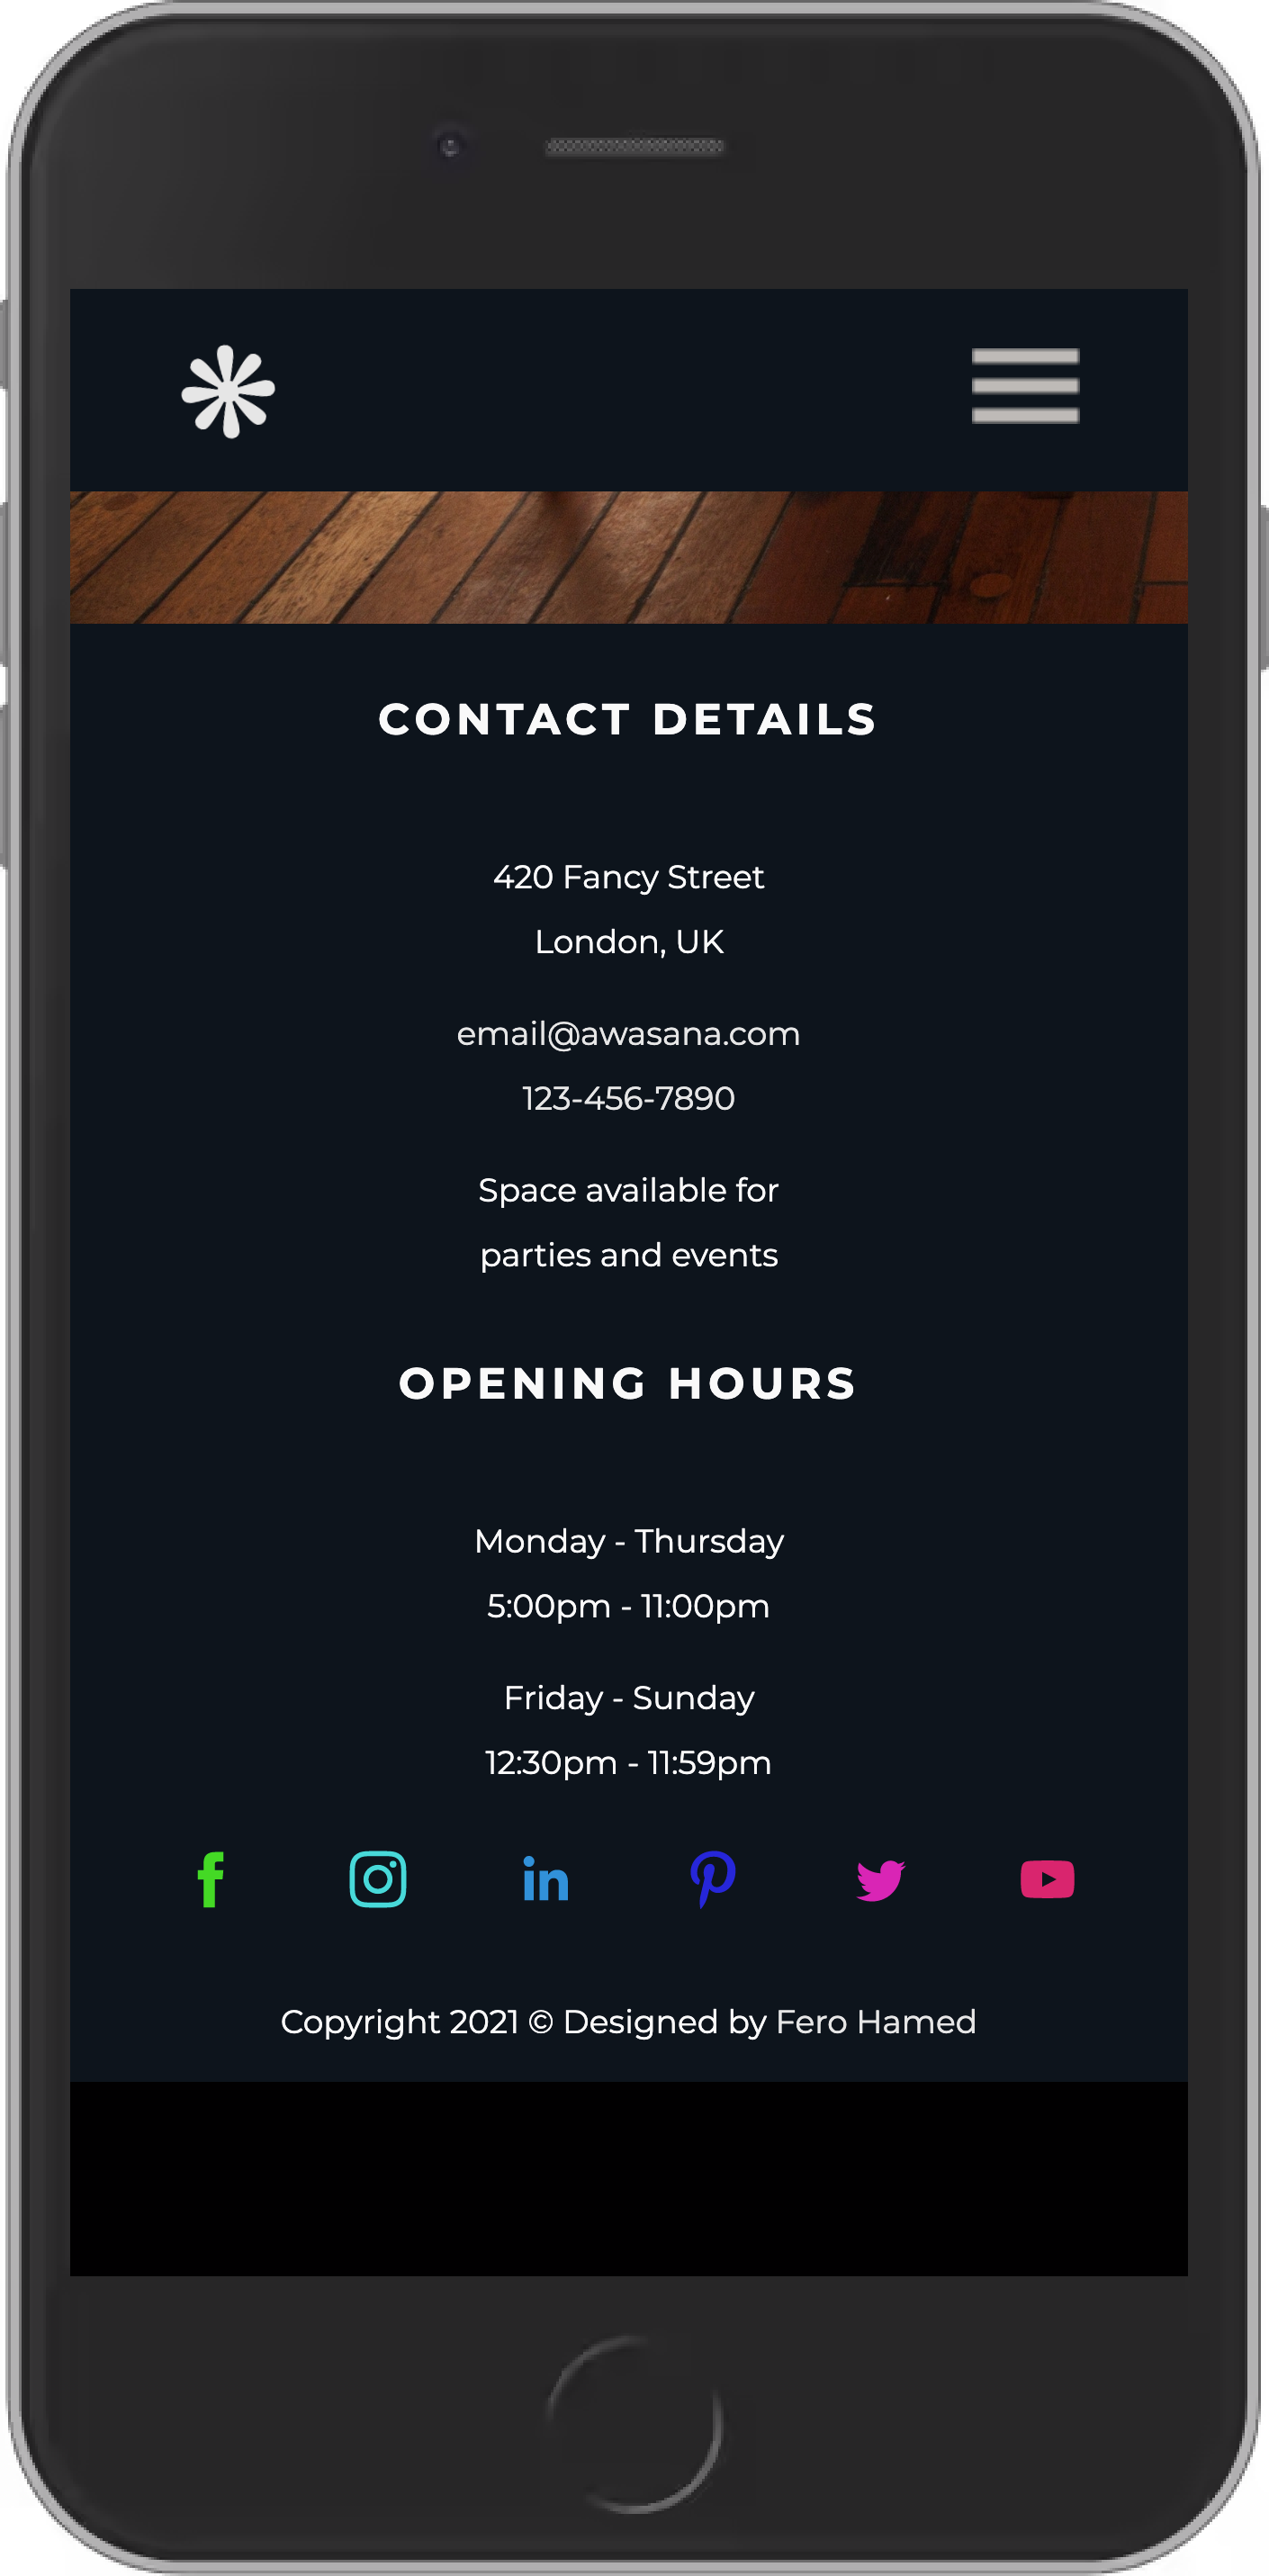 CONTACT DETAILS
420 Fancy Street
London, UK
email@awasana.com
123-456-7890
Space available for
parties and events
OPENING HOURS
Monday - Thursday
5:00pm - 11:00pm
Friday - Sunday
12:30pm - 11:59pm
Copyright 2021 © Designed by Fero Hamed